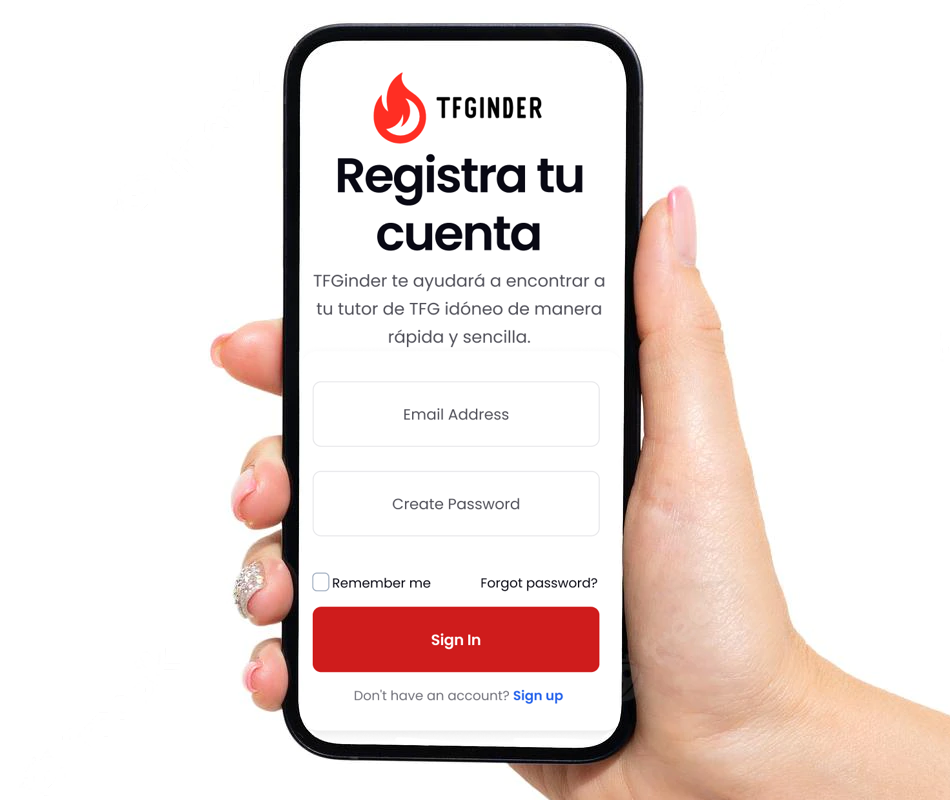 TFGINDER
Registra tu
cuenta
TFGinder te ayudará a encontrar a
tu tutor de TFG idóneo de manera
rápida y sencilla.
Email Address
Create Password
Remember me Forgot password?
Sign In
Don't have an account? Sign up